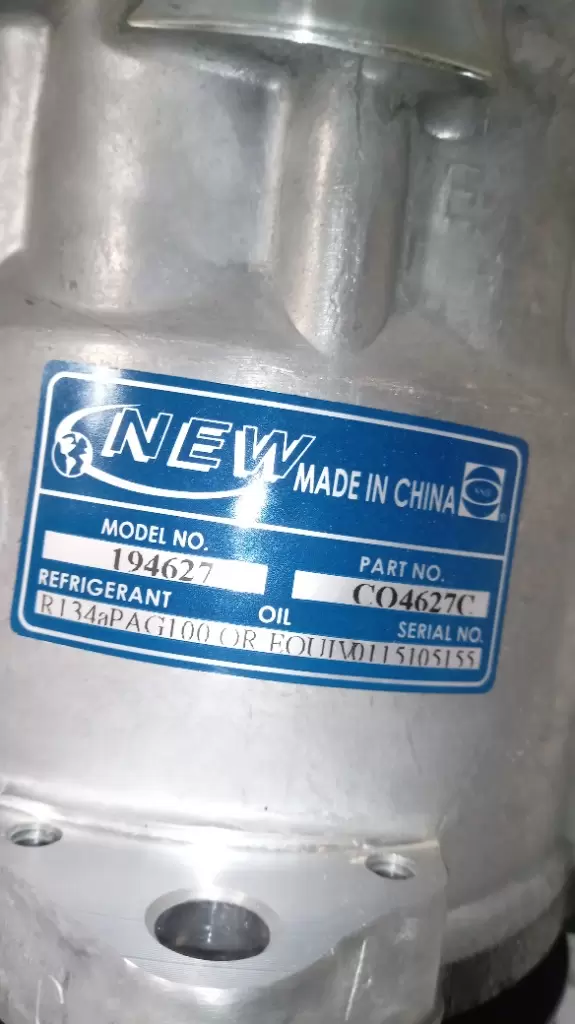 NEW MADE IN CHINA
MODEL NO. PART NO.
194627 CO4627C
REFRIGERANT OIL SERIAL NO.
R134aPAG100 OR EQUIV0115105155